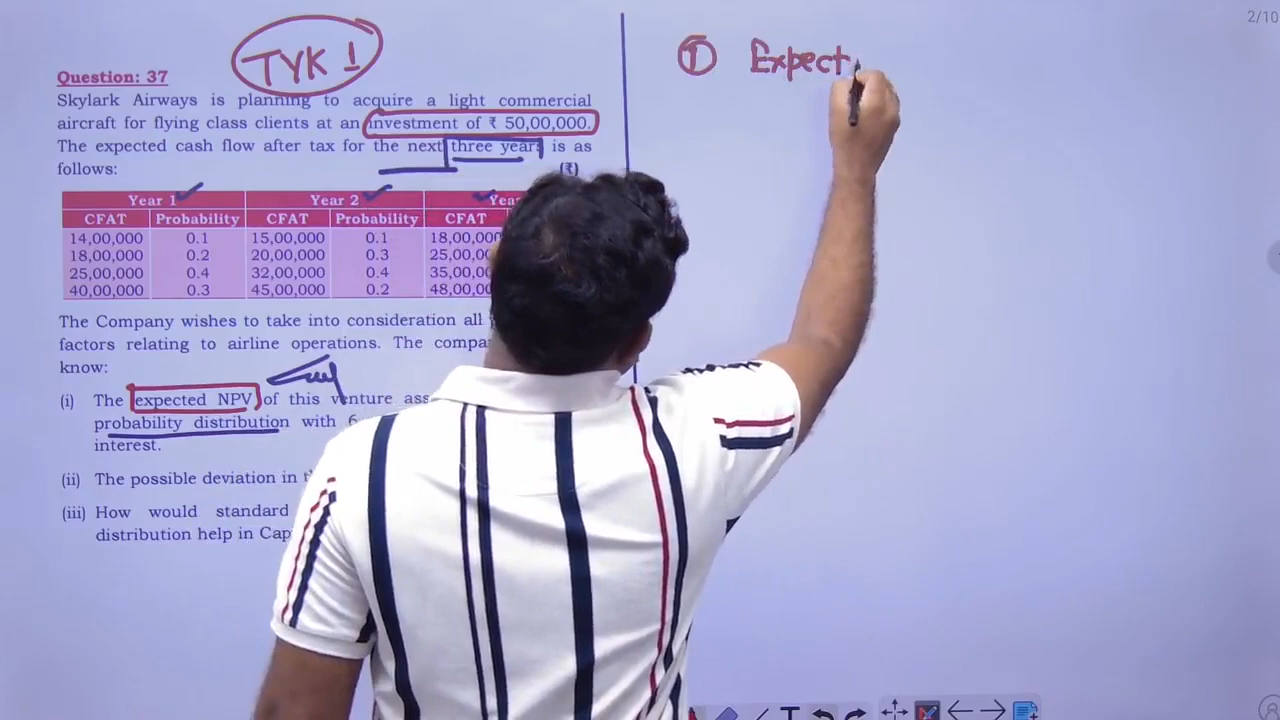 2/10
TYK !
① Expect
Question: 37
Skylark Airways is planning to acquire a light commercial
aircraft for flying class clients at an investment of ₹ 50,00,000.
The expected cash flow after tax for the next three years is as
follows: (₹)
Year 1 Year 2 Yea
CFAT Probability CFAT Probability CFAT
14,00,000 0.1 15,00,000 0.1 18,00,000
18,00,000 0.2 20,00,000 0.3 25,00,00
25,00,000 0.4 32,00,000 0.4 35,00,00
40,00,000 0.3 45,00,000 0.2 48,00,00
The Company wishes to take into consideration all
factors relating to airline operations. The compa
know:
(i) The expected NPV of this venture ass
probability distribution with 6
interest.
(ii) The possible deviation in t
(iii) How would standard
distribution help in Cap